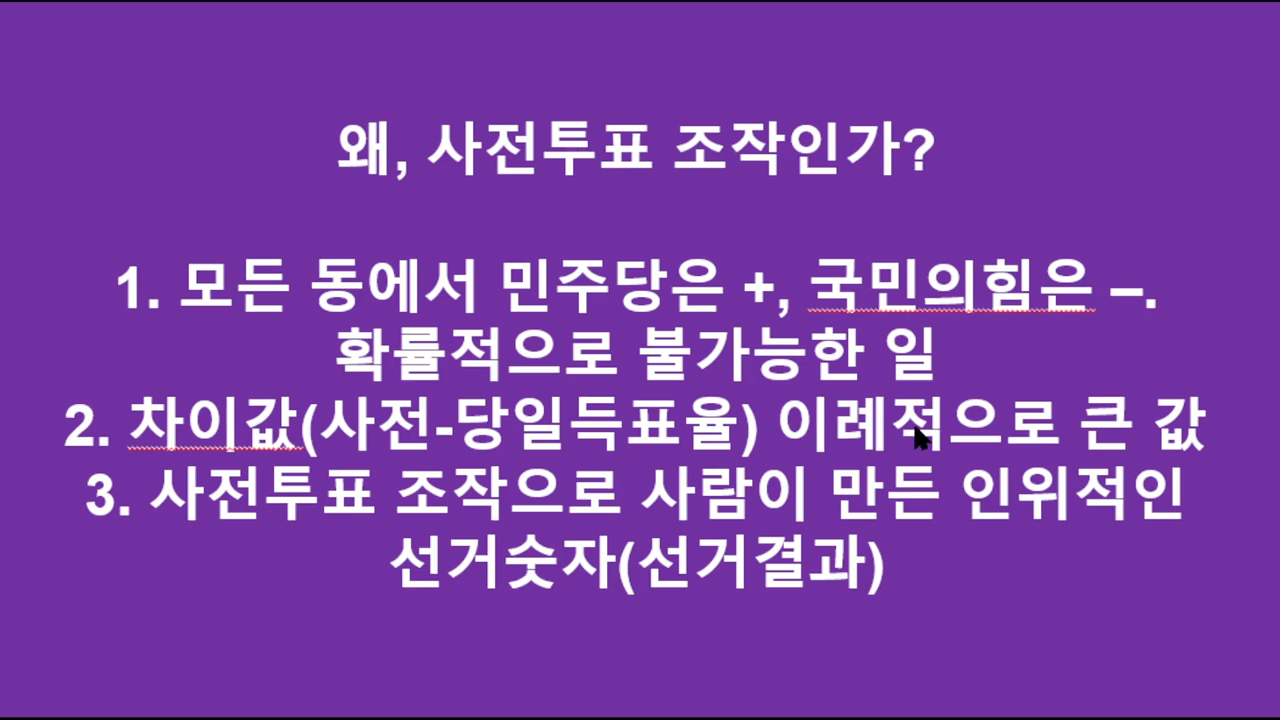 왜, 사전투표 조작인가?
1. 모든 동에서 민주당은 +, 국민의힘은 –.
확률적으로 불가능한 일
2. 차이값(사전-당일득표율) 이례적으로 큰 값
3. 사전투표 조작으로 사람이 만든 인위적인
선거숫자(선거결과)